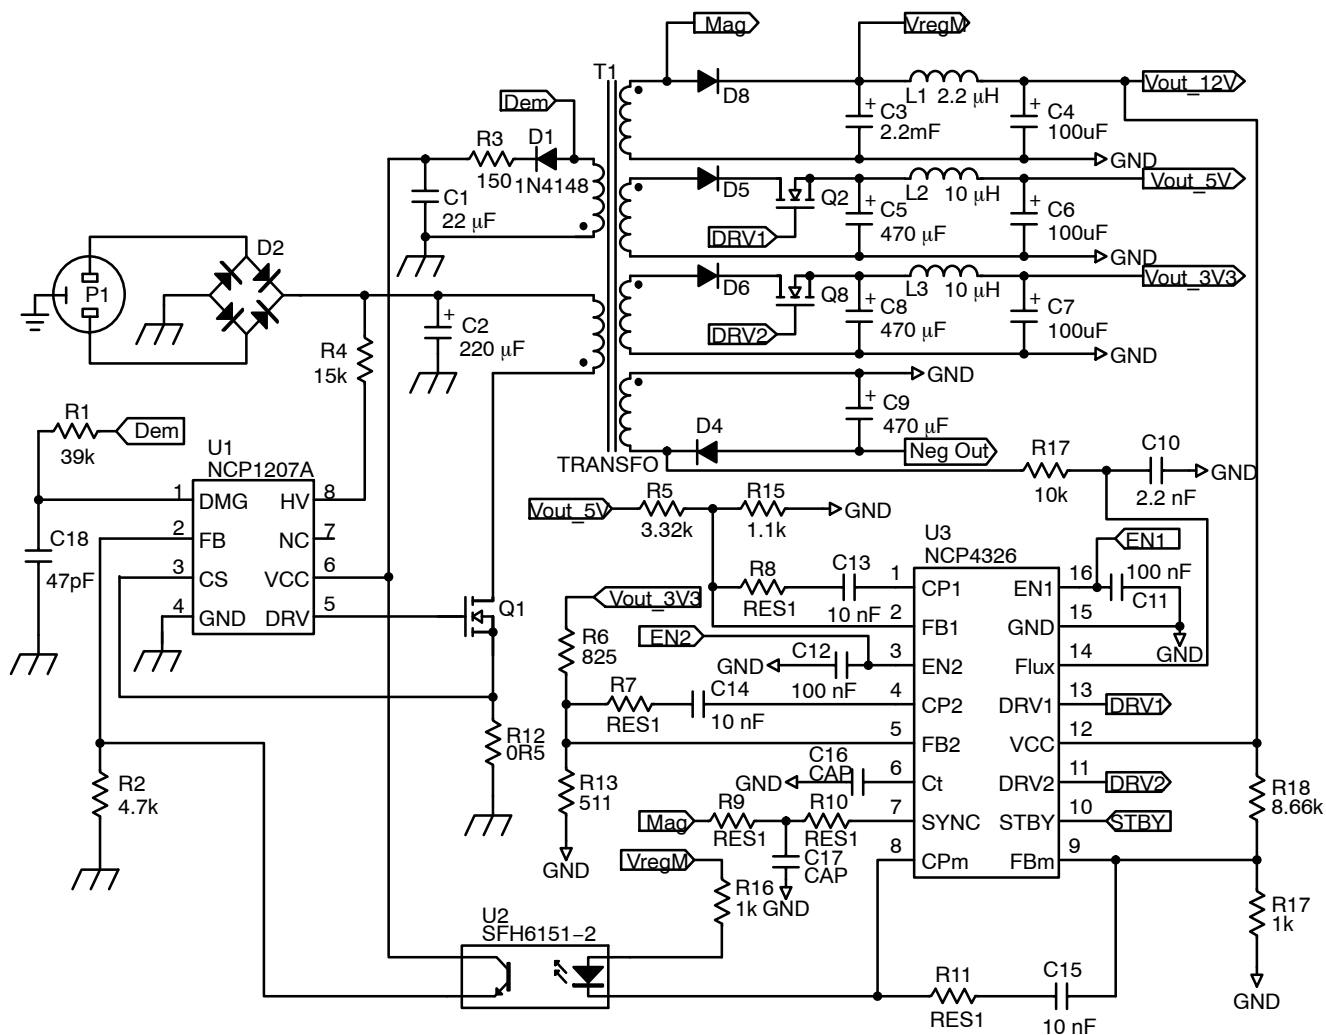 Mag
VregM
T1
D8
L1 2.2 μH
Vout_12V
+
C3
2.2mF
+
C4
100uF
GND
Dem
R3
150
D1
1N4148
C1
22 μF
D5
Q2
DRV1
L2 10 μH
Vout_5V
+
C5
470 μF
+
C6
100uF
GND
D2
P1
D6
Q8
DRV2
L3 10 μH
Vout_3V3
+
C2
220 μF
+
C8
470 μF
+
C7
100uF
GND
R4
15k
GND
+
C9
470 μF
D4
Neg Out
TRANSFO
R1
39k
Dem
R17
10k
C10
2.2 nF
GND
U1
NCP1207A
1 DMG HV 8
2 FB NC 7
3 CS VCC 6
4 GND DRV 5
C18
47pF
Q1
Vout_5V
R5
3.32k
R15
1.1k
GND
U3
NCP4326
EN1
R8
RES1
C13
10 nF
100 nF
C11
GND
Vout_3V3
R6
825
EN2
GND
C12
100 nF
R7
RES1
C14
10 nF
1 CP1 EN1 16
2 FB1 GND 15
3 EN2 Flux 14
4 CP2 DRV1 13
5 FB2 VCC 12
6 Ct DRV2 11
7 SYNC STBY 10
8 CPm FBm 9
DRV1
DRV2
STBY
R12
0R5
R2
4.7k
R13
511
GND
GND
C16
CAP
Mag
R9
RES1
R10
RES1
C17
CAP
GND
VregM
R16
1k
R18
8.66k
R17
1k
GND
U2
SFH6151−2
R11
RES1
C15
10 nF